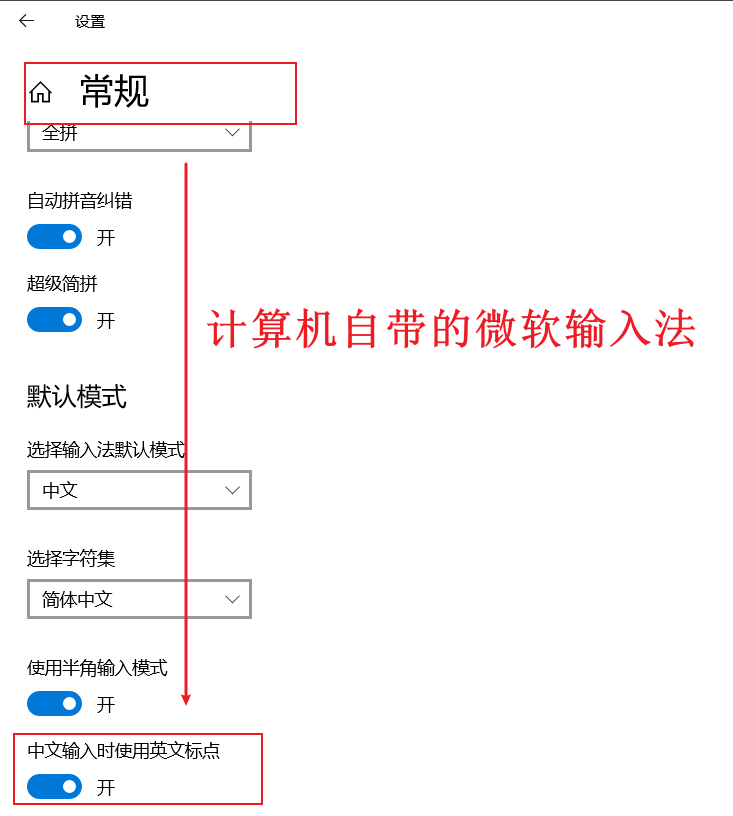 设置
常规
全拼
自动拼音纠错
开
超级简拼
开
计算机自带的微软输入法
默认模式
选择输入法默认模式
中文
选择字符集
简体中文
使用半角输入模式
开
中文输入时使用英文标点
开